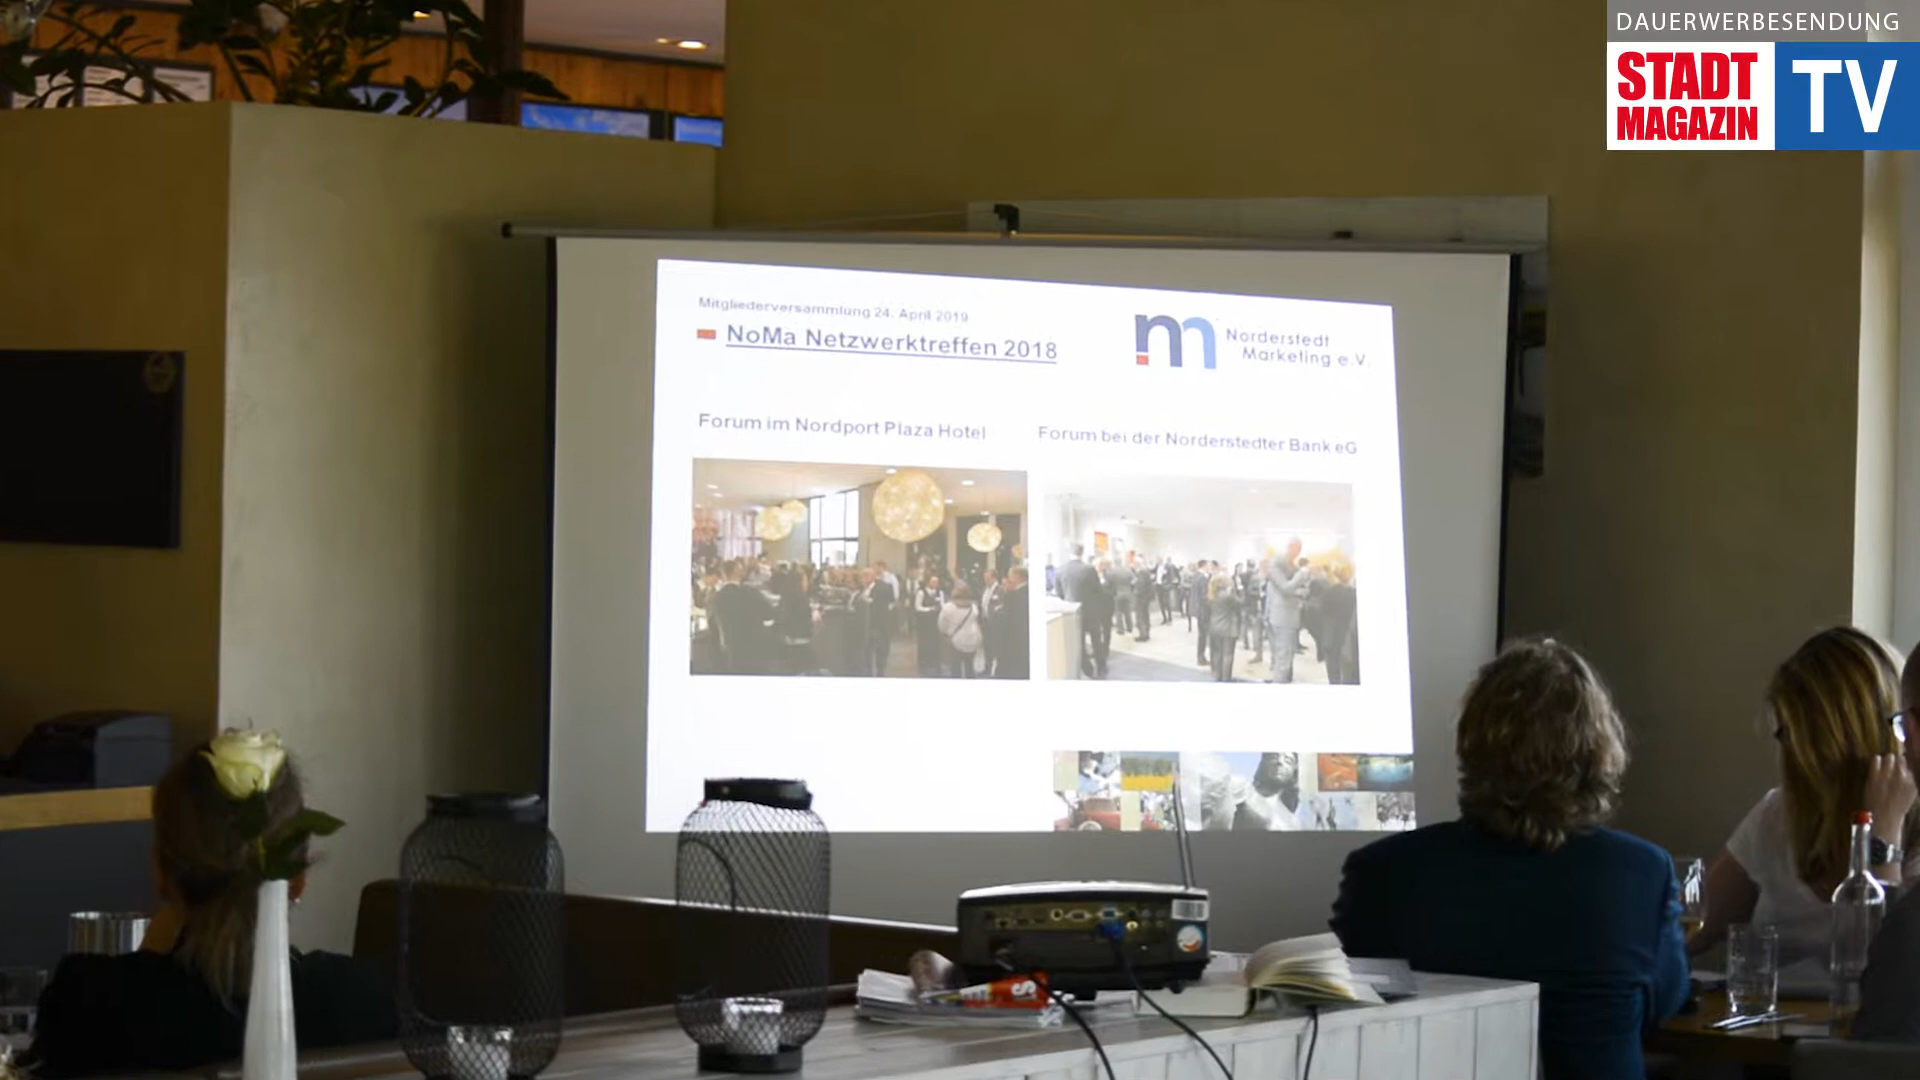 DAUERWERBESENDUNG
STADT
MAGAZIN
TV
Mitgliederversammlung 24. April 2019
NoMa Netzwerktreffen 2018
Norderstedt
Marketing e.V.
Forum im Nordport Plaza Hotel
Forum bei der Norderstedter Bank eG